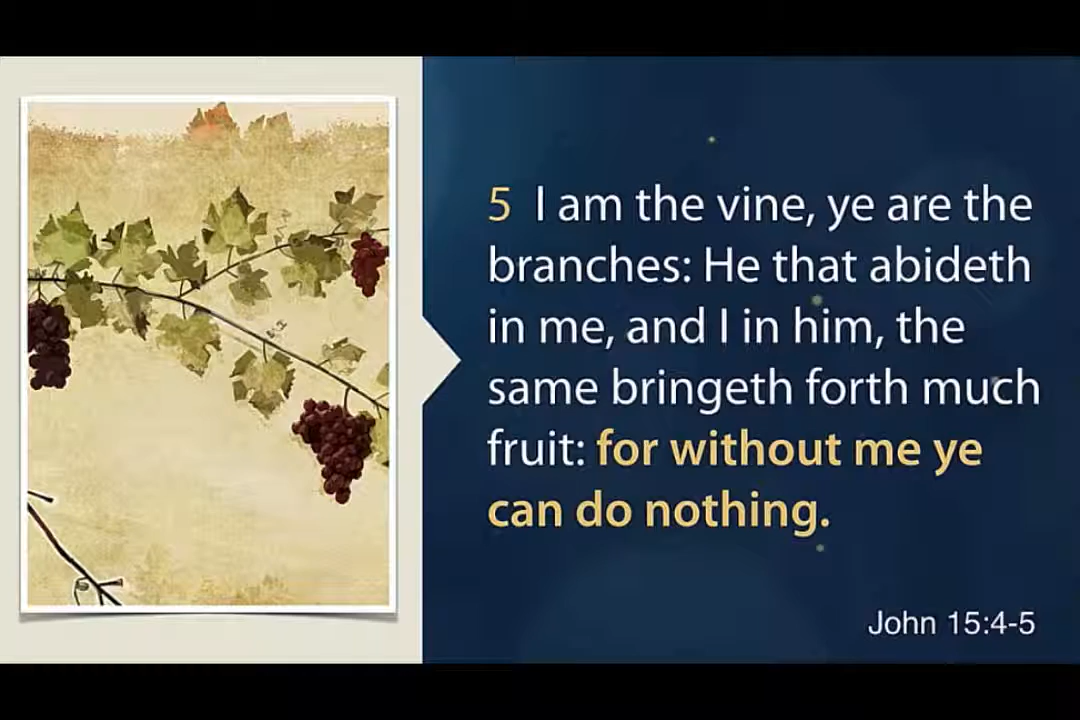 5 I am the vine, ye are the
branches: He that abideth
in me, and I in him, the
same bringeth forth much
fruit: for without me ye
can do nothing.
John 15:4-5